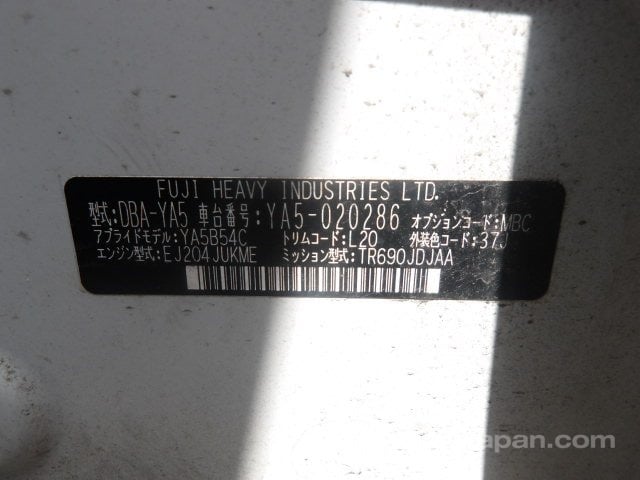 FUJI HEAVY INDUSTRIES LTD.
型式:DBA-YA5 車台番号:YA5-020286 オプションコード:MBC
アプライドモデル:YA5B54C トリムコード:L20 外装色コード:37J
エンジン型式:EJ204JUKME ミッション型式:TR690JDJAA
japan.com